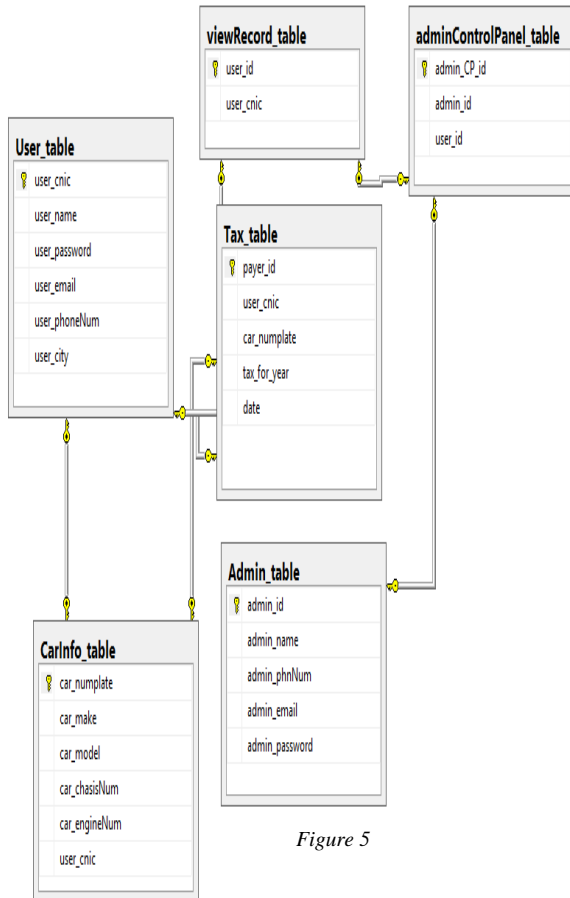 viewRecord_table
user_id
user_cnic
adminControlPanel_table
admin_CP_id
admin_id
user_id
User_table
user_cnic
user_name
user_password
user_email
user_phoneNum
user_city
Tax_table
payer_id
user_cnic
car_numplate
tax_for_year
date
Admin_table
admin_id
admin_name
admin_phnNum
admin_email
admin_password
CarInfo_table
car_numplate
car_make
car_model
car_chasisNum
car_engineNum
user_cnic
Figure 5